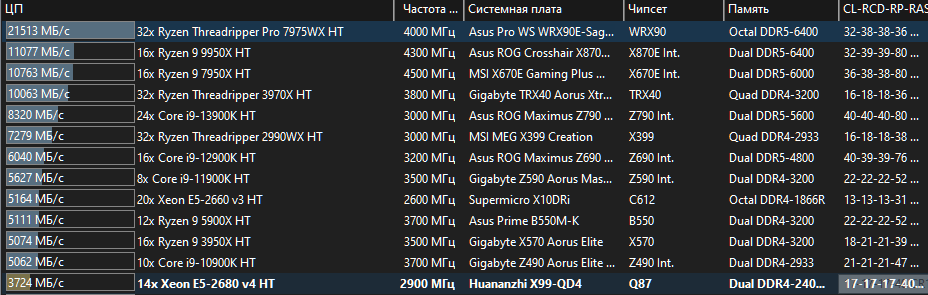 ЦП Частота ... Системная плата Чипсет Память CL-RCD-RP-RAS
21513 МБ/с 32x Ryzen Threadripper Pro 7975WX HT 4000 МГц Asus Pro WS WRX90E-Sag... WRX90 Octal DDR5-6400 32-38-38-36 ...
11077 МБ/с 16x Ryzen 9 9950X HT 4300 МГц Asus ROG Crosshair X870... X870E Int. Dual DDR5-6000 32-39-39-80 ...
10763 МБ/с 16x Ryzen 9 7950X HT 4500 МГц MSI X670E Gaming Plus ... X670E Int. Dual DDR5-6000 36-38-38-80 ...
10063 МБ/с 32x Ryzen Threadripper 3970X HT 3800 МГц Gigabyte TRX40 Aorus Xtr... TRX40 Quad DDR4-3200 16-18-18-36 ...
8320 МБ/с 24x Core i9-13900K HT 3000 МГц Asus ROG Maximus Z790 ... Z790 Int. Dual DDR5-5600 40-40-40-80 ...
7279 МБ/с 32x Ryzen Threadripper 2990WX HT 3000 МГц MSI MEG X399 Creation X399 Quad DDR4-2933 16-18-18-38 ...
6040 МБ/с 16x Core i9-12900K HT 3200 МГц Asus ROG Maximus Z690 ... Z690 Int. Dual DDR5-4800 40-39-39-76 ...
5627 МБ/с 8x Core i9-11900K HT 3500 МГц Gigabyte Z590 Aorus Mas... Z590 Int. Dual DDR4-3200 22-22-22-52 ...
5164 МБ/с 20x Xeon E5-2660 v3 HT 2600 МГц Supermicro X10DRi C612 Octal DDR4-1866R 13-13-13-31 ...
5111 МБ/с 12x Ryzen 9 5900X HT 3700 МГц Asus Prime B550M-K B550 Dual DDR4-3200 22-22-22-52 ...
5074 МБ/с 16x Ryzen 9 3950X HT 3500 МГц Gigabyte X570 Aorus Elite X570 Dual DDR4-3200 18-21-21-39 ...
5062 МБ/с 10x Core i9-10900K HT 3700 МГц Gigabyte Z490 Aorus Elite ... Z490 Int. Dual DDR4-3200 22-21-21-47 ...
3724 МБ/с 14x Xeon E5-2680 v4 HT 2900 МГц Huananzhi X99-QD4 Q87 Dual DDR4-240... 17-17-17-40...